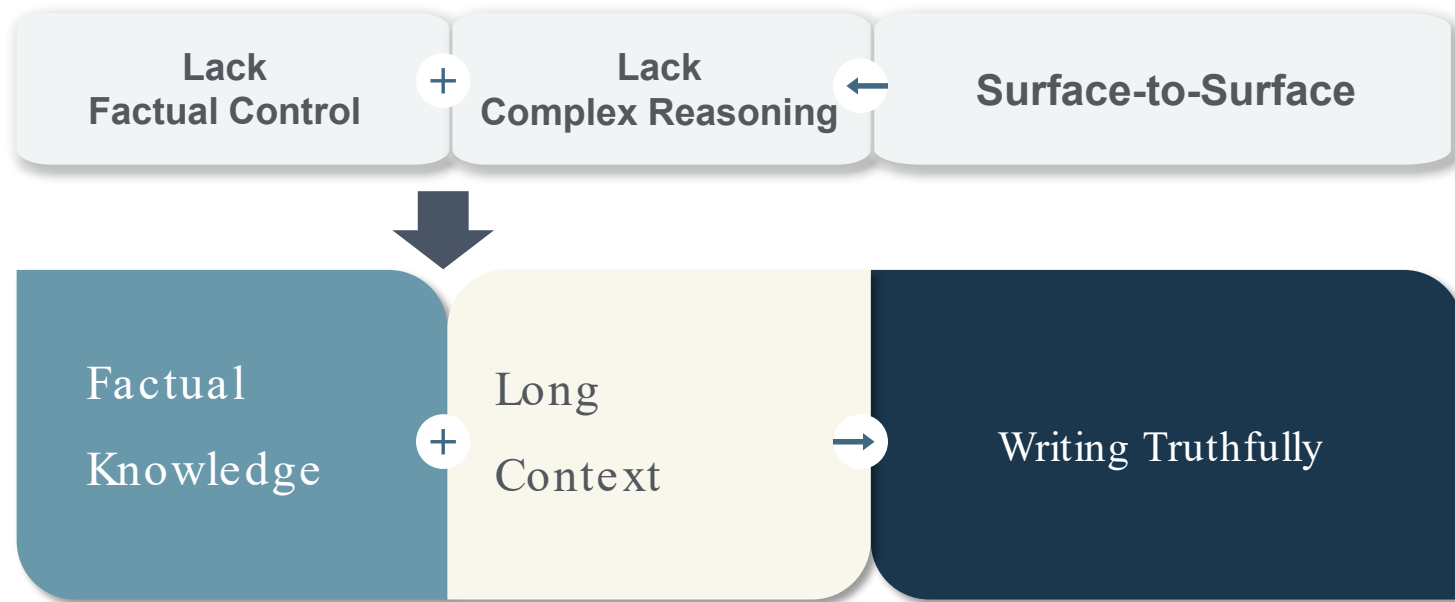 Lack
Factual Control
+
Lack
Complex Reasoning
Surface-to-Surface
Factual
Knowledge
+
Long
Context
Writing Truthfully